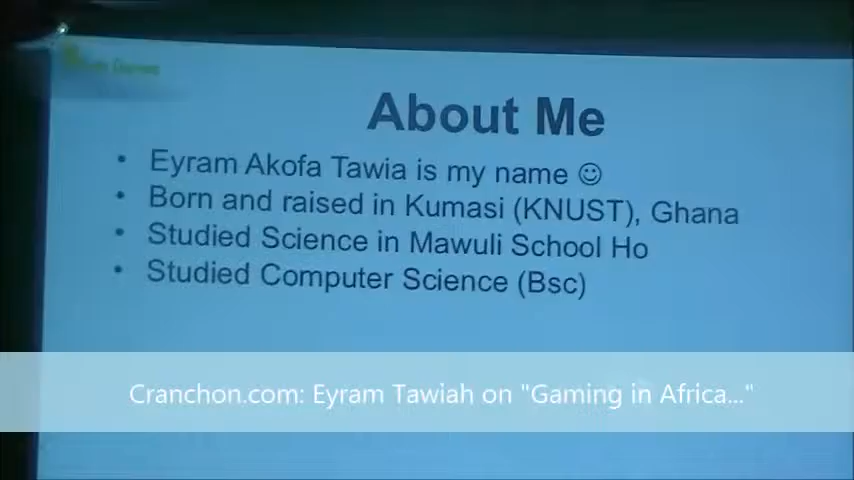 About Me
• Eyram Akofa Tawia is my name ☺
• Born and raised in Kumasi (KNUST), Ghana
• Studied Science in Mawuli School Ho
• Studied Computer Science (Bsc)
Cranchon.com: Eyram Tawiah on "Gaming in Africa..."